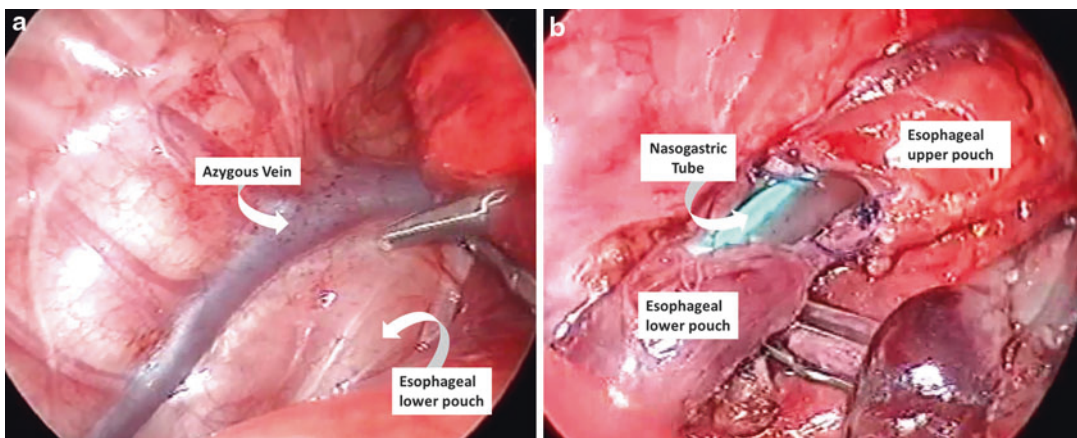 a
Azygous Vein
Esophageal
lower pouch
b
Nasogastric
Tube
Esophageal
upper pouch
Esophageal
lower pouch